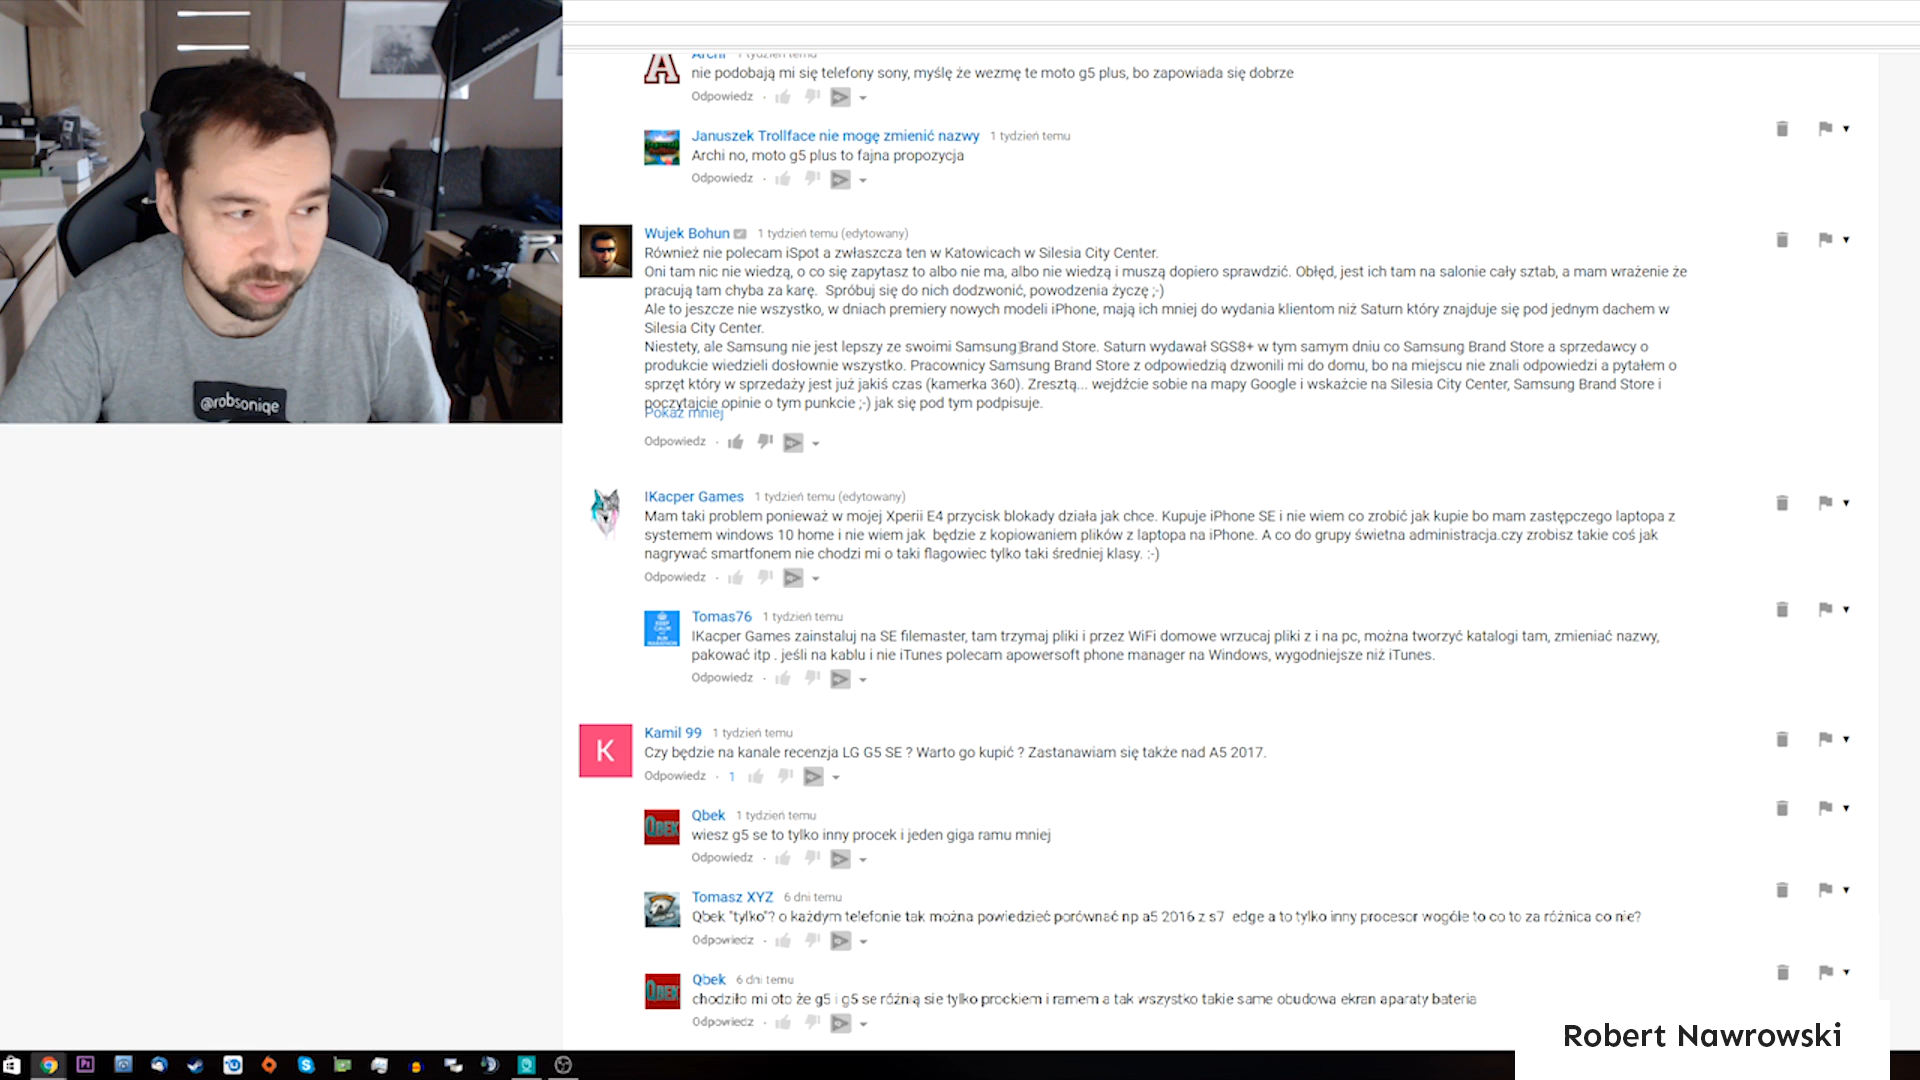 POWERLUX
@robsoniqe
Archi 1 tydzień temu
nie podobają mi się telefony sony, myślę że wezmę te moto g5 plus, bo zapowiada się dobrze
Odpowiedz
Januszek Trollface nie mogę zmienić nazwy 1 tydzień temu
Archi no, moto g5 plus to fajna propozycja
Odpowiedz
Wujek Bohun 1 tydzień temu (edytowany)
Również nie polecam iSpot a zwłaszcza ten w Katowicach w Silesia City Center.
Oni tam nic nie wiedzą, o co się zapytasz to albo nie ma, albo nie wiedzą i muszą dopiero sprawdzić. Obłęd, jest ich tam na salonie cały sztab, a mam wrażenie że
pracują tam chyba za karę. Spróbuj się do nich dodzwonić, powodzenia życzę ;-)
Ale to jeszcze nie wszystko, w dniach premiery nowych modeli iPhone, mają ich mniej do wydania klientom niż Saturn który znajduje się pod jednym dachem w
Silesia City Center.
Niestety, ale Samsung nie jest lepszy ze swoimi Samsung Brand Store. Saturn wydawał SGS8+ w tym samym dniu co Samsung Brand Store a sprzedawcy o
produkcie wiedzieli dosłownie wszystko. Pracownicy Samsung Brand Store z odpowiedzią dzwonili mi do domu, bo na miejscu nie znali odpowiedzi a pytałem o
sprzęt który w sprzedaży jest już jakiś czas (kamerka 360). Zresztą... wejdźcie sobie na mapy Google i wskażcie na Silesia City Center, Samsung Brand Store i
poczytajcie opinie o tym punkcie ;-) jak się pod tym podpisuje.
Pokaż mniej
Odpowiedz
IKacper Games 1 tydzień temu (edytowany)
Mam taki problem ponieważ w mojej Xperii E4 przycisk blokady działa jak chce. Kupuje iPhone SE i nie wiem co zrobić jak kupie bo mam zastępczego laptopa z
systemem windows 10 home i nie wiem jak będzie z kopiowaniem plików z laptopa na iPhone. A co do grupy świetna administracja.czy zrobisz takie coś jak
nagrywać smartfonem nie chodzi mi o taki flagowiec tylko taki średniej klasy. :-)
Odpowiedz
KEEP CALM
Tomas76 1 tydzień temu
IKacper Games zainstaluj na SE filemaster, tam trzymaj pliki i przez WiFi domowe wrzucaj pliki z i na pc, można tworzyć katalogi tam, zmieniać nazwy,
pakować itp . jeśli na kablu i nie iTunes polecam apowersoft phone manager na Windows, wygodniejsze niż iTunes.
Odpowiedz
K
Kamil 99 1 tydzień temu
Czy będzie na kanale recenzja LG G5 SE ? Warto go kupić ? Zastanawiam się także nad A5 2017.
Odpowiedz 1
QBEK
Qbek 1 tydzień temu
wiesz g5 se to tylko inny procek i jeden giga ramu mniej
Odpowiedz
Tomasz XYZ 6 dni temu
Qbek "tylko"? o każdym telefonie tak można powiedzieć porównać np a5 2016 z s7 edge a to tylko inny procesor wogóle to co to za różnica co nie?
Odpowiedz
QBEK
Qbek 6 dni temu
chodziło mi oto że g5 i g5 se różnią sie tylko prockiem i ramem a tak wszystko takie same obudowa ekran aparaty bateria
Odpowiedz
Robert Nawrowski